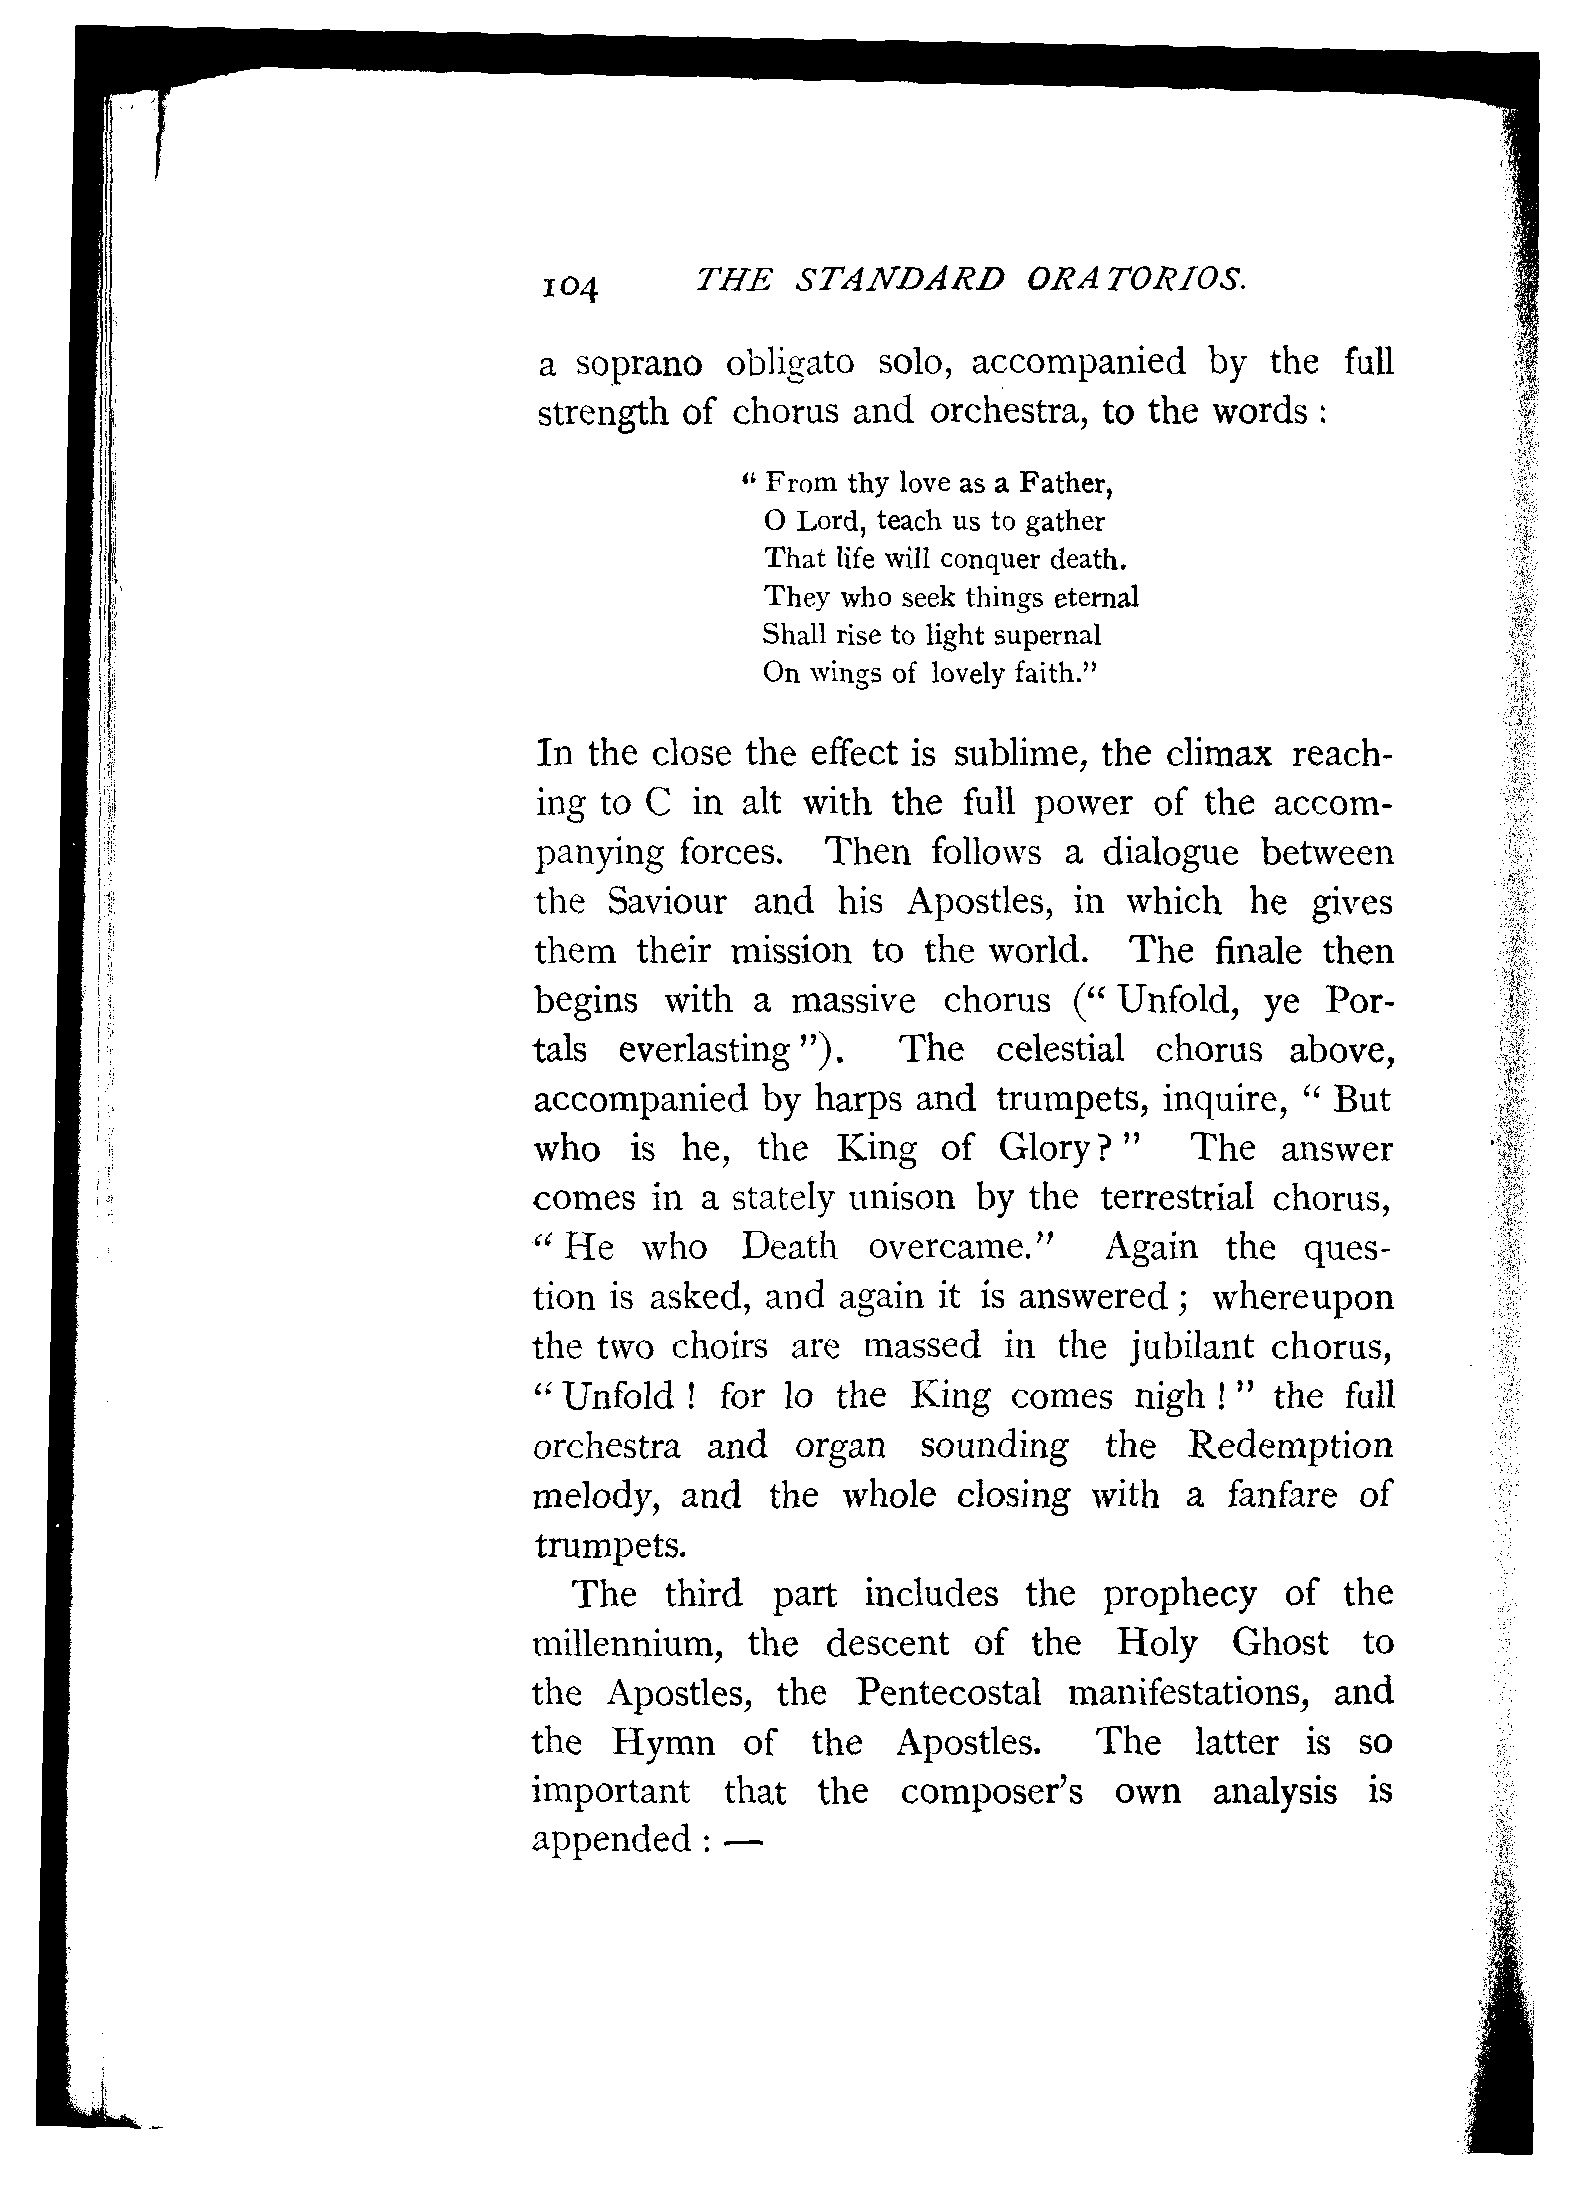 104 THE STANDARD ORATORIOS.
a soprano obligato solo, accompanied by the full
strength of chorus and orchestra, to the words :
“ From thy love as a Father,
O Lord, teach us to gather
That life will conquer death.
They who seek things eternal
Shall rise to light supernal
On wings of lovely faith.”
In the close the effect is sublime, the climax reach-
ing to C in alt with the full power of the accom-
panying forces. Then follows a dialogue between
the Saviour and his Apostles, in which he gives
them their mission to the world. The finale then
begins with a massive chorus (“ Unfold, ye Por-
tals everlasting ”). The celestial chorus above,
accompanied by harps and trumpets, inquire, “ But
who is he, the King of Glory? ” The answer
comes in a stately unison by the terrestrial chorus,
“ He who Death overcame.” Again the ques-
tion is asked, and again it is answered ; whereupon
the two choirs are massed in the jubilant chorus,
“ Unfold ! for lo the King comes nigh ! ” the full
orchestra and organ sounding the Redemption
melody, and the whole closing with a fanfare of
trumpets.
The third part includes the prophecy of the
millennium, the descent of the Holy Ghost to
the Apostles, the Pentecostal manifestations, and
the Hymn of the Apostles. The latter is so
important that the composer’s own analysis is
appended : —